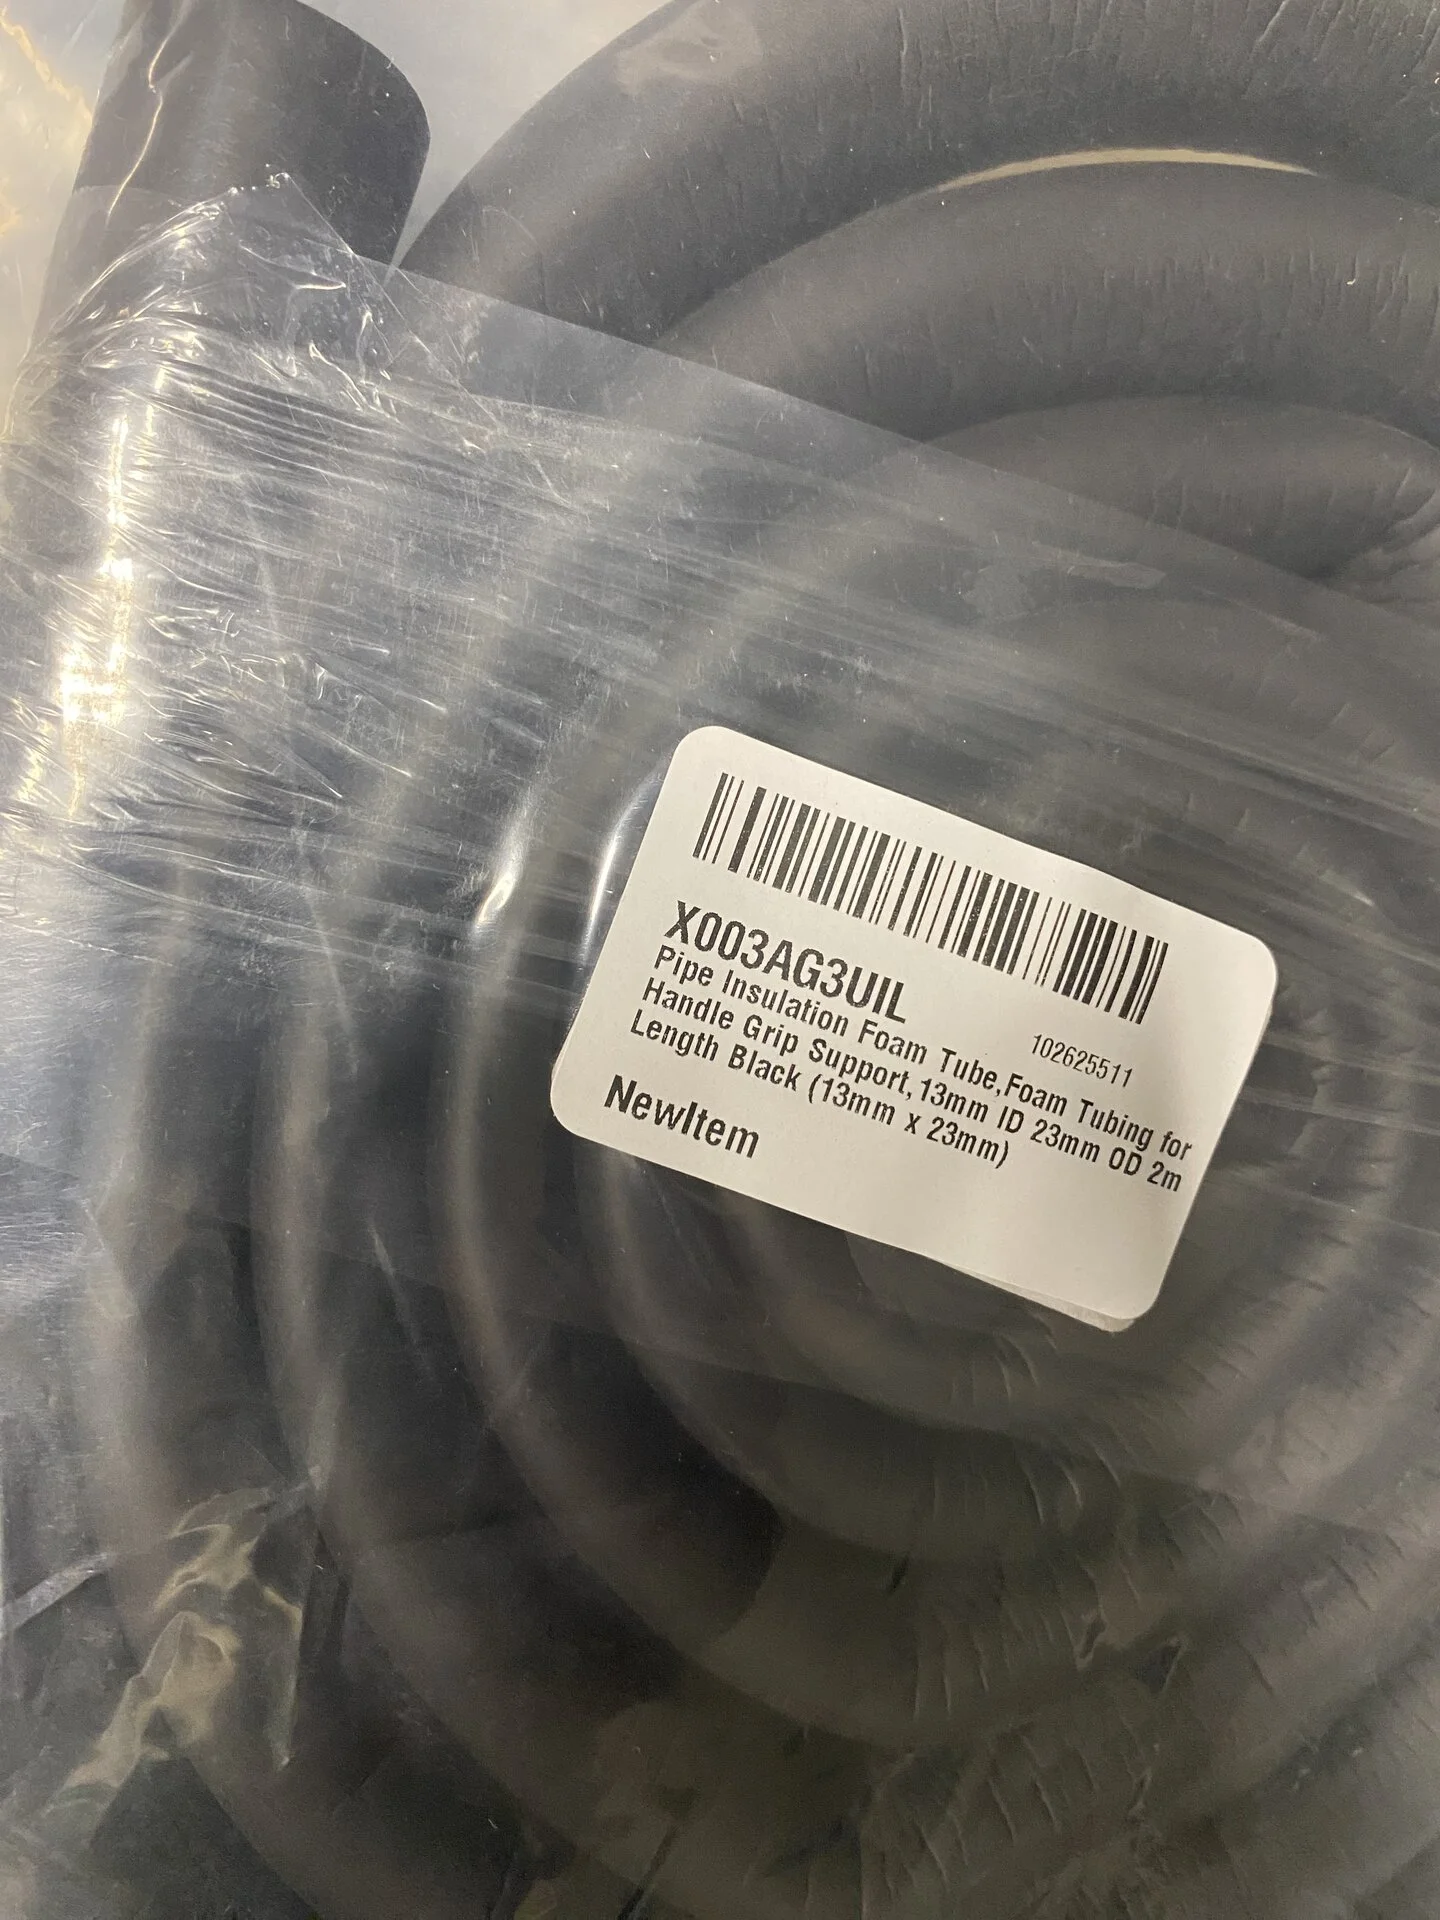 X003AG3UIL
102625511
Pipe Insulation Foam Tube,Foam Tubing for
Handle Grip Support,13mm ID 23mm OD 2m
Length Black (13mm x 23mm)
NewItem